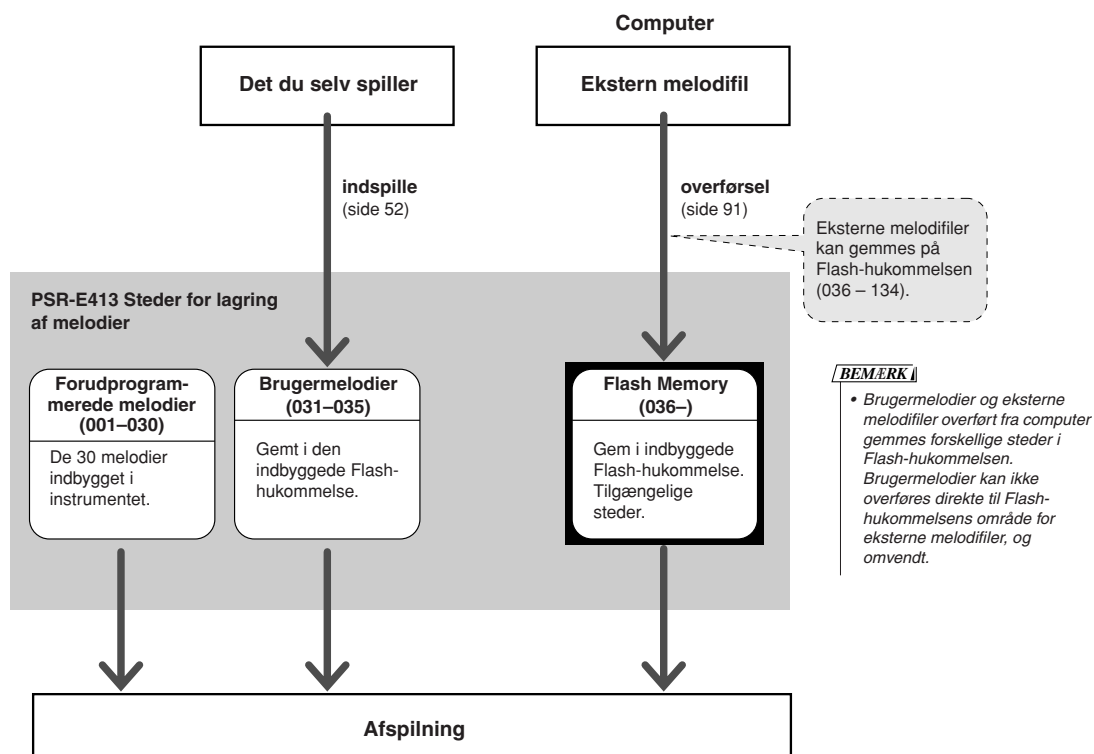 Computer
Det du selv spiller
Ekstern melodifil
indspille
(side 52)
overførsel
(side 91)
Eksterne melodifiler
kan gemmes på
Flash-hukommelsen
(036 – 134).
PSR-E413 Steder for lagring
af melodier
Forudprogram-
merede melodier
(001–030)
De 30 melodier
indbygget i
instrumentet.
Brugermelodier
(031–035)
Gemt i den
indbyggede Flash-
hukommelse.
Flash Memory
(036–)
Gem i indbyggede
Flash-hukommelse.
Tilgængelige
steder.
BEMÆRK
• Brugermelodier og eksterne
melodifiler overført fra computer
gemmes forskellige steder i
Flash-hukommelsen.
Brugermelodier kan ikke
overføres direkte til Flash-
hukommelsens område for
eksterne melodifiler, og
omvendt.
Afspilning